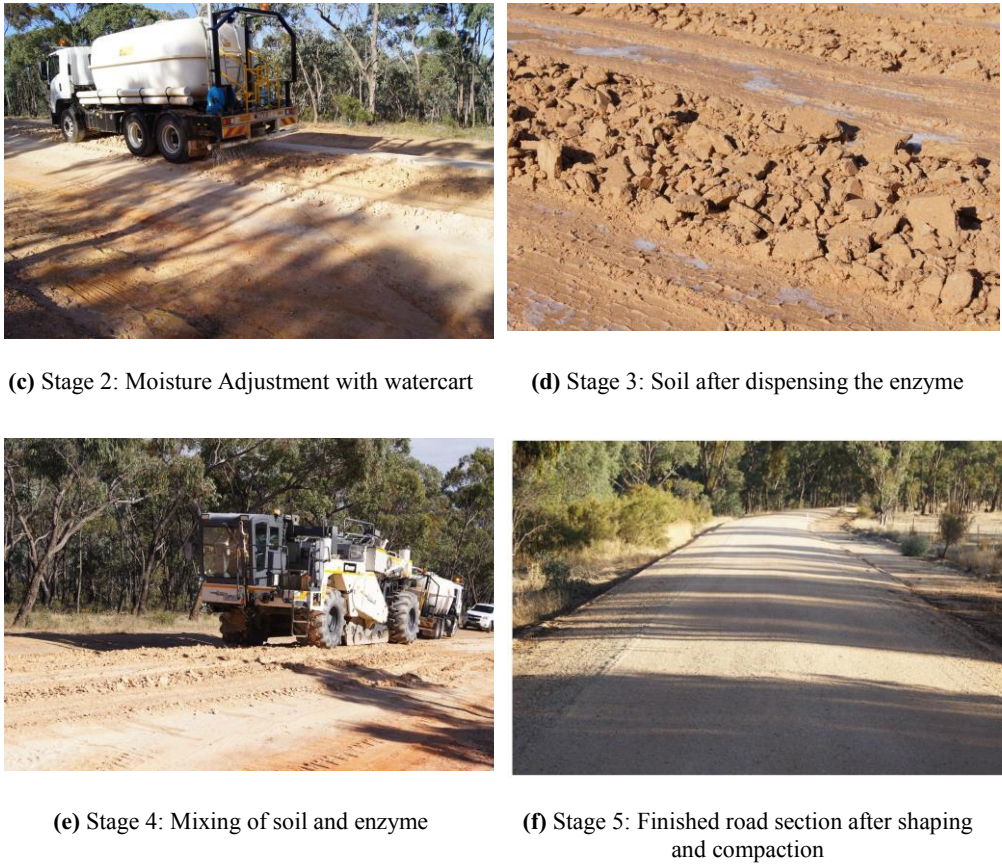 (c) Stage 2: Moisture Adjustment with watercart
(d) Stage 3: Soil after dispensing the enzyme
(e) Stage 4: Mixing of soil and enzyme
(f) Stage 5: Finished road section after shaping
and compaction